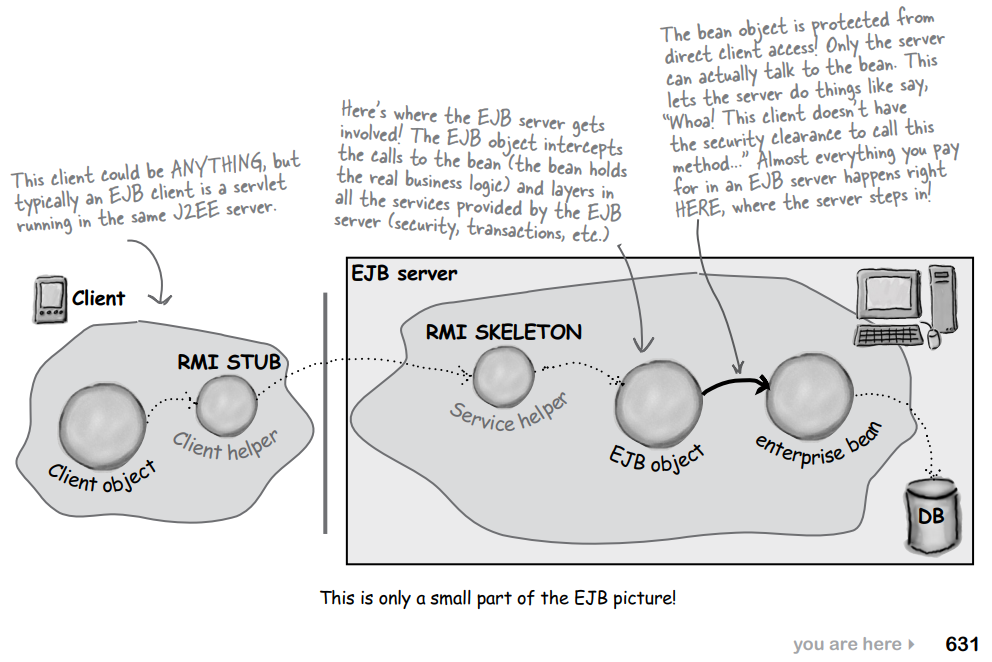 The bean object is protected from
direct client access! Only the server
can actually talk to the bean. This
lets the server do things like say,
“Whoa! This client doesn’t have
the security clearance to call this
method...” Almost everything you pay
for in an EJB server happens right
HERE, where the server steps in!
Here’s where the EJB server gets
involved! The EJB object intercepts
the calls to the bean (the bean holds
the real business logic) and layers in
all the services provided by the EJB
server (security, transactions, etc.)
This client could be ANYTHING, but
typically an EJB client is a servlet
running in the same J2EE server.
Client
RMI STUB
Client object
Client helper
EJB server
RMI SKELETON
Service helper
EJB object
enterprise bean
DB
This is only a small part of the EJB picture!
you are here 631